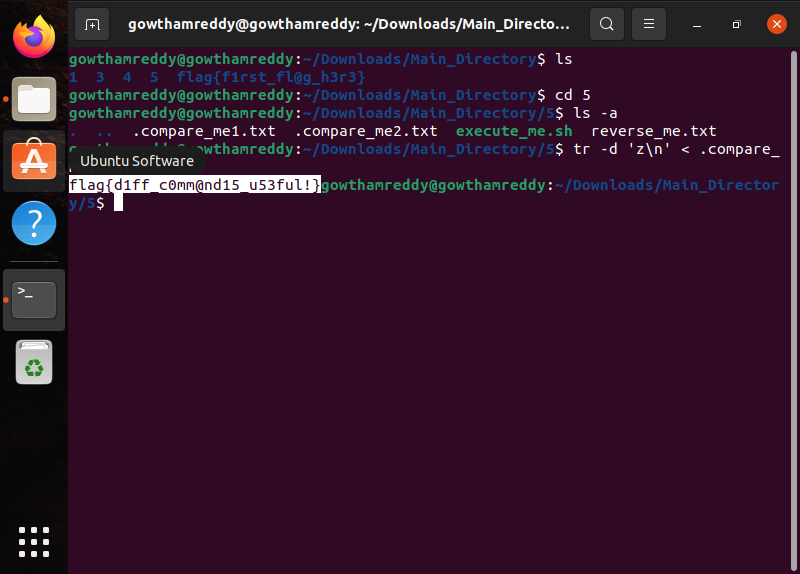 gowthamreddy@gowthamreddy: ~/Downloads/Main_Directo...
gowthamreddy@gowthamreddy:~/Downloads/Main_Directory$ ls
1  3  4  5  flag{f1rst_fl@g_h3r3}
gowthamreddy@gowthamreddy:~/Downloads/Main_Directory$ cd 5
gowthamreddy@gowthamreddy:~/Downloads/Main_Directory/5$ ls -a
.  ..  .compare_me1.txt  .compare_me2.txt  execute_me.sh  reverse_me.txt
gowthamreddy:~/Downloads/Main_Directory/5$ tr -d 'z\n' < .compare_
Ubuntu Software
flag{d1ff_c0mm@nd15_u53ful!}gowthamreddy@gowthamreddy:~/Downloads/Main_Director
y/5$